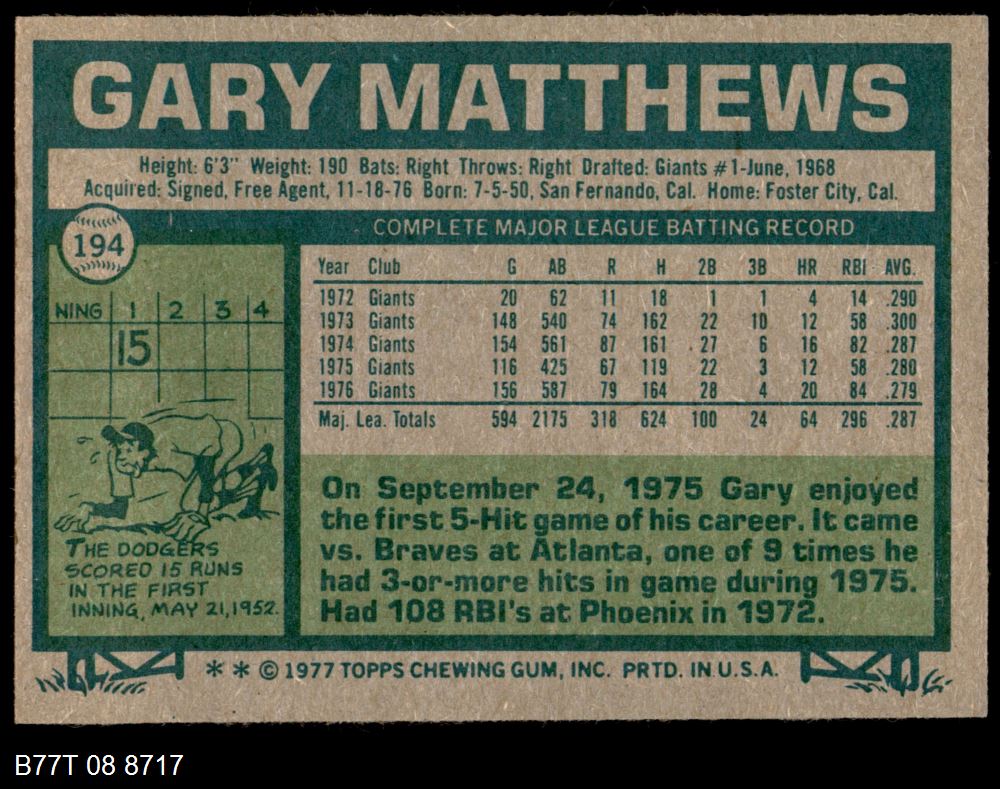 GARY MATTHEWS
Height: 6'3" Weight: 190 Bats: Right Throws: Right Drafted: Giants #1-June, 1968
Acquired: Signed, Free Agent, 11-18-76 Born: 7-5-50, San Fernando, Cal. Home: Foster City, Cal.
194
COMPLETE MAJOR LEAGUE BATTING RECORD
Year Club G AB R H 2B 3B HR RBI AVG.
1972 Giants 20 62 11 18 1 1 4 14 .290
1973 Giants 148 540 74 162 22 10 12 58 .300
1974 Giants 154 561 87 161 27 6 16 82 .287
1975 Giants 116 425 67 119 22 3 12 58 .280
1976 Giants 156 587 79 164 28 4 20 84 .279
Maj. Lea. Totals 594 2175 318 624 100 24 64 296 .287
NING 1 2 3 4
15
THE DODGERS
SCORED 15 RUNS
IN THE FIRST
INNING, MAY 21, 1952.
On September 24, 1975 Gary enjoyed
the first 5-Hit game of his career. It came
vs. Braves at Atlanta, one of 9 times he
had 3-or-more hits in game during 1975.
Had 108 RBI's at Phoenix in 1972.
** © 1977 TOPPS CHEWING GUM, INC. PRTD. IN U.S.A.
B77T 08 8717